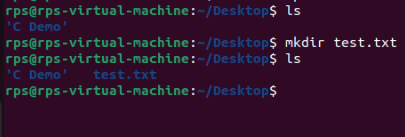 rps@rps-virtual-machine:~/Desktop$ ls
'C Demo'
rps@rps-virtual-machine:~/Desktop$ mkdir test.txt
rps@rps-virtual-machine:~/Desktop$ ls
'C Demo'   test.txt
rps@rps-virtual-machine:~/Desktop$